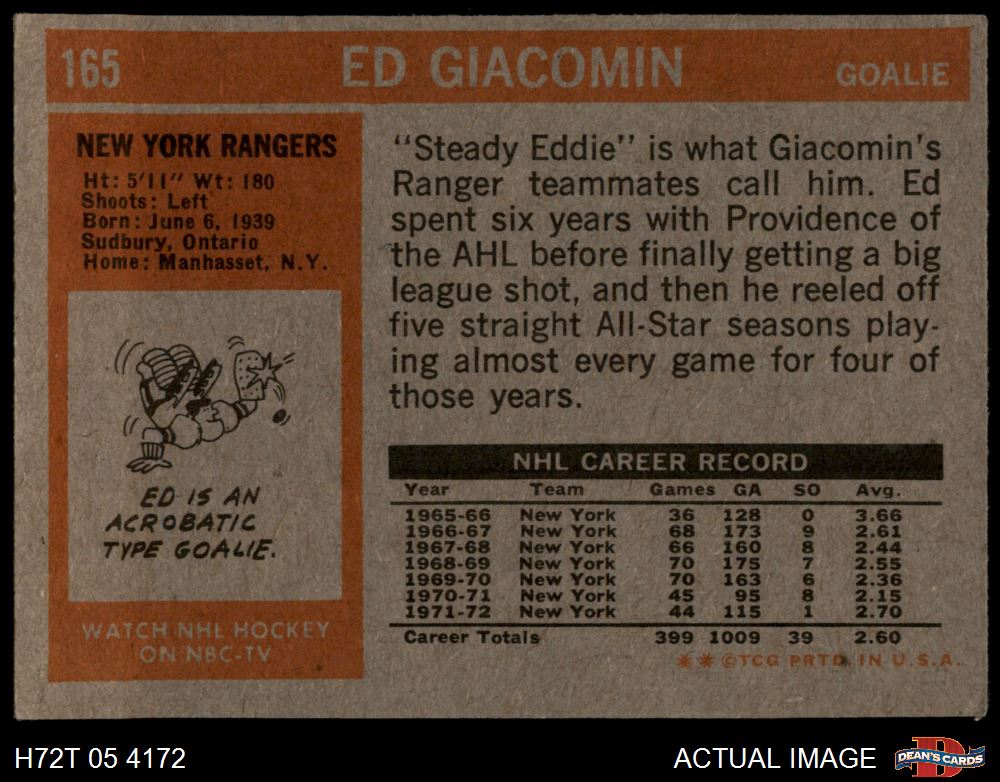 165 ED GIACOMIN GOALIE
NEW YORK RANGERS
Ht: 5'11" Wt: 180
Shoots: Left
Born: June 6, 1939
Sudbury, Ontario
Home: Manhasset, N.Y.
ED IS AN
ACROBATIC
TYPE GOALIE.
WATCH NHL HOCKEY
ON NBC-TV
"Steady Eddie" is what Giacomin's
Ranger teammates call him. Ed
spent six years with Providence of
the AHL before finally getting a big
league shot, and then he reeled off
five straight All-Star seasons play-
ing almost every game for four of
those years.
NHL CAREER RECORD
Year Team Games GA SO Avg.
1965-66 New York 36 128 0 3.66
1966-67 New York 68 173 9 2.61
1967-68 New York 66 160 8 2.44
1968-69 New York 70 175 7 2.55
1969-70 New York 70 163 6 2.36
1970-71 New York 45 95 8 2.15
1971-72 New York 44 115 1 2.70
Career Totals 399 1009 39 2.60
**©TCG PRTD. IN U.S.A.
H72T 05 4172 ACTUAL IMAGE DEAN'S CARDS